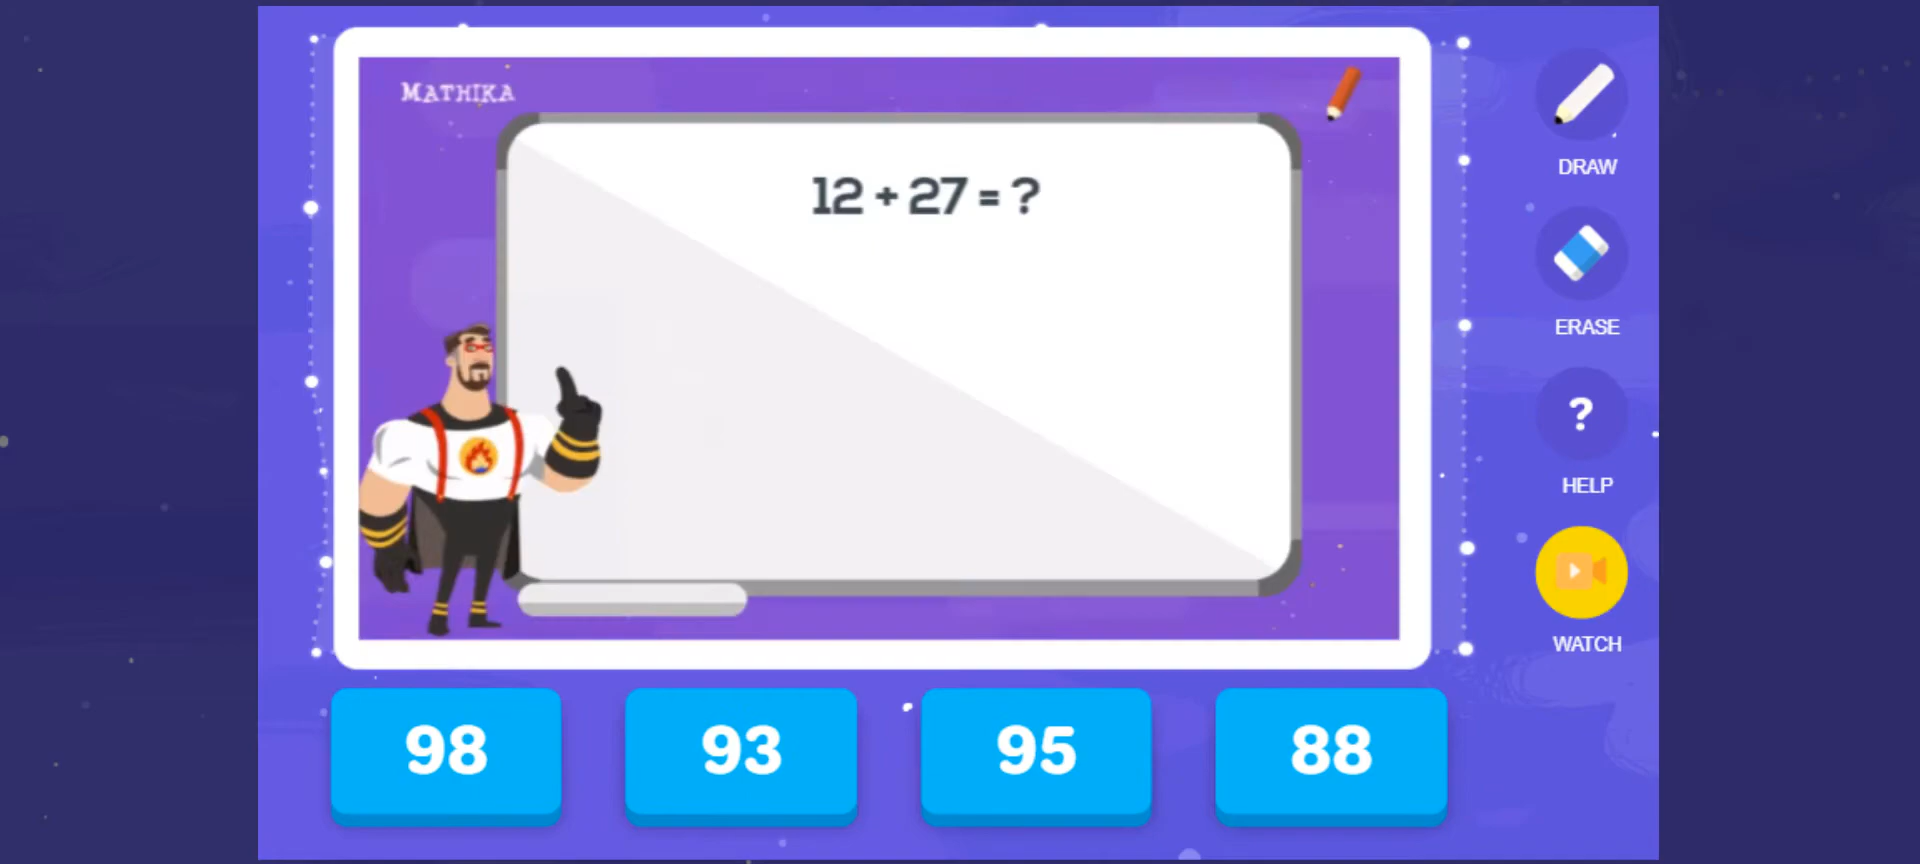 MATHIKA
12 + 27 = ?
DRAW
ERASE
?
HELP
WATCH
98 93 95 88